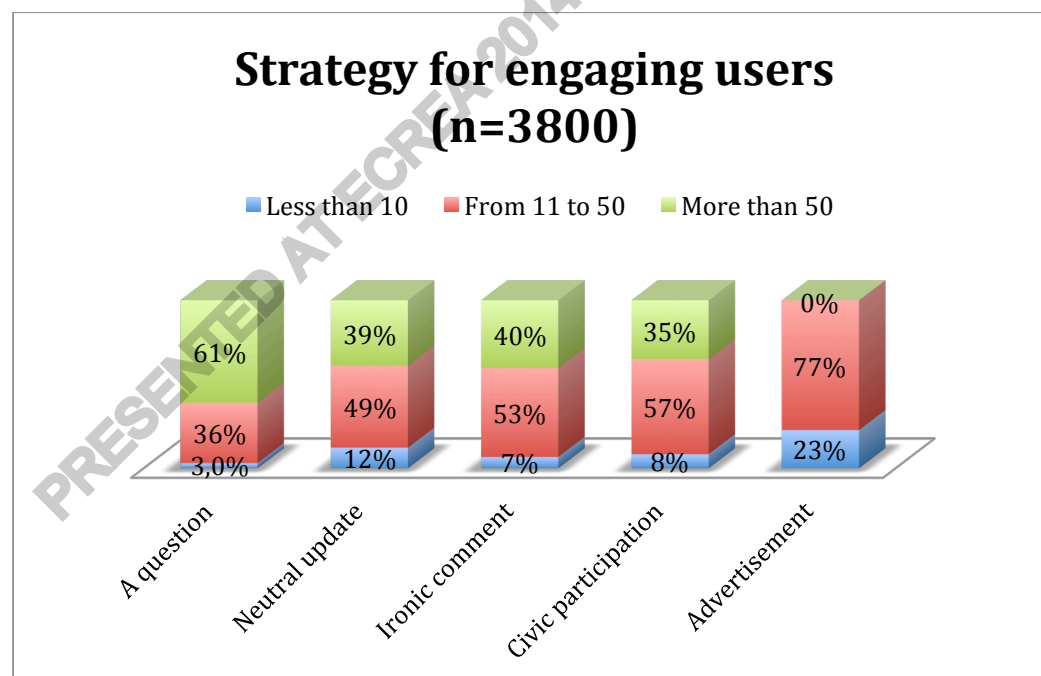 Strategy for engaging users
(n=3800)
Less than 10 From 11 to 50 More than 50
61% 39% 40% 35% 0%
36% 49% 53% 57% 77%
3,0% 12% 7% 8% 23%
A question Neutral update Ironic comment Civic participation Advertisement
PRESENTED AT ECREA 2014